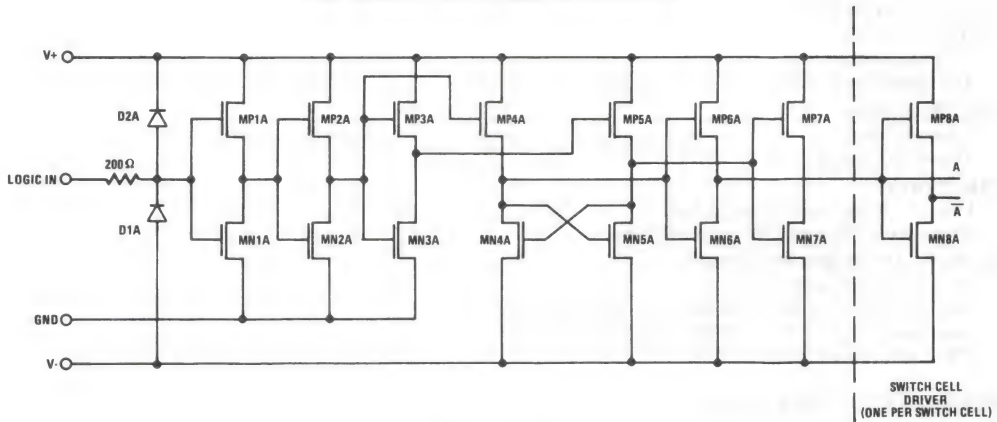 V+
D2A
MP1A
MP2A
MP3A
MP4A
MP5A
MP6A
MP7A
MP8A
200Ω
LOGIC IN
A
A̅
D1A
MN1A
MN2A
MN3A
MN4A
MN5A
MN6A
MN7A
MN8A
GND
V-
SWITCH CELL
DRIVER
(ONE PER SWITCH CELL)